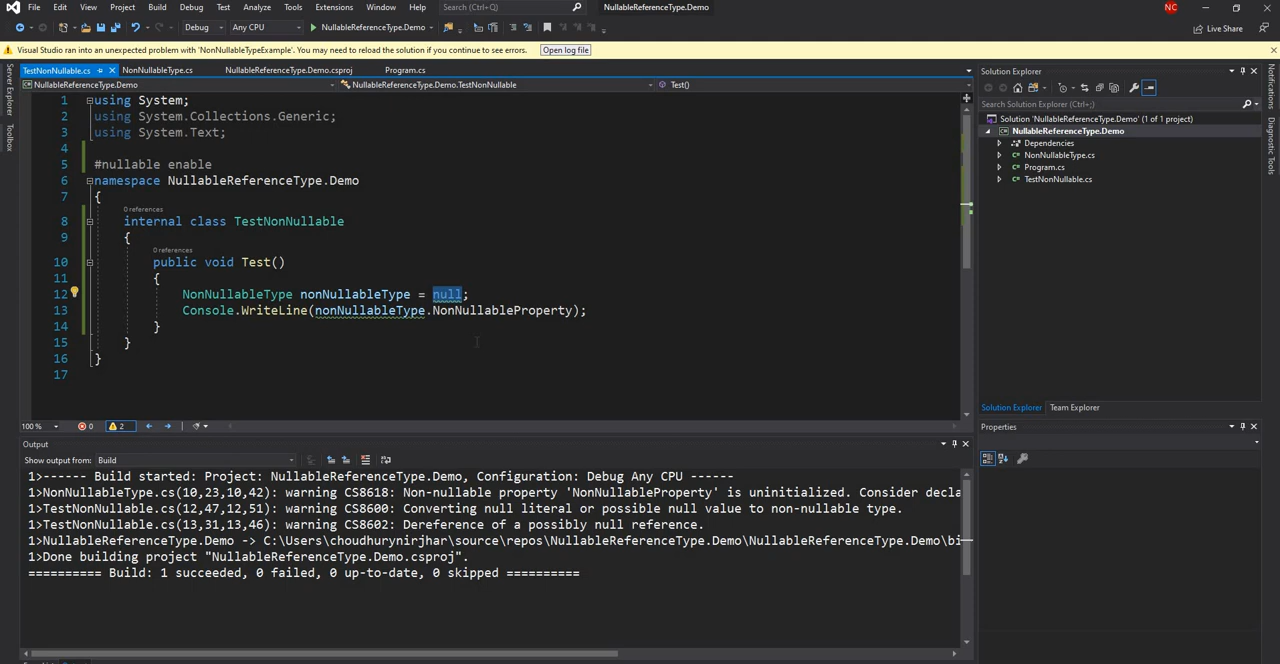 File Edit View Project Build Debug Test Analyze Tools Extensions Window Help Search (Ctrl+Q) NullableReferenceType.Demo NC
Debug Any CPU NullableReferenceType.Demo Live Share
Visual Studio ran into an unexpected problem with 'NonNullableTypeExample'. You may need to reload the solution if you continue to see errors. Open log file
Server Explorer
Toolbox
TestNonNullable.cs NonNullableType.cs NullableReferenceType.Demo.csproj Program.cs
NullableReferenceType.Demo NullableReferenceType.Demo.TestNonNullable Test()
1 using System;
2 using System.Collections.Generic;
3 using System.Text;
4
5 #nullable enable
6 namespace NullableReferenceType.Demo
7 {
0 references
8 internal class TestNonNullable
9 {
0 references
10 public void Test()
11 {
12 NonNullableType nonNullableType = null;
13 Console.WriteLine(nonNullableType.NonNullableProperty);
14 }
15 }
16 }
17
100 % 0 2
Output
Show output from: Build
1>------ Build started: Project: NullableReferenceType.Demo, Configuration: Debug Any CPU ------
1>NonNullableType.cs(10,23,10,42): warning CS8618: Non-nullable property 'NonNullableProperty' is uninitialized. Consider decla
1>TestNonNullable.cs(12,47,12,51): warning CS8600: Converting null literal or possible null value to non-nullable type.
1>TestNonNullable.cs(13,31,13,46): warning CS8602: Dereference of a possibly null reference.
1>NullableReferenceType.Demo -> C:\Users\choudhurynirjhar\source\repos\NullableReferenceType.Demo\NullableReferenceType.Demo\bi
1>Done building project "NullableReferenceType.Demo.csproj".
========== Build: 1 succeeded, 0 failed, 0 up-to-date, 0 skipped ==========
Solution Explorer
Search Solution Explorer (Ctrl+;)
Solution 'NullableReferenceType.Demo' (1 of 1 project)
NullableReferenceType.Demo
Dependencies
NonNullableType.cs
Program.cs
TestNonNullable.cs
Solution Explorer Team Explorer
Properties
Notifications
Diagnostic Tools